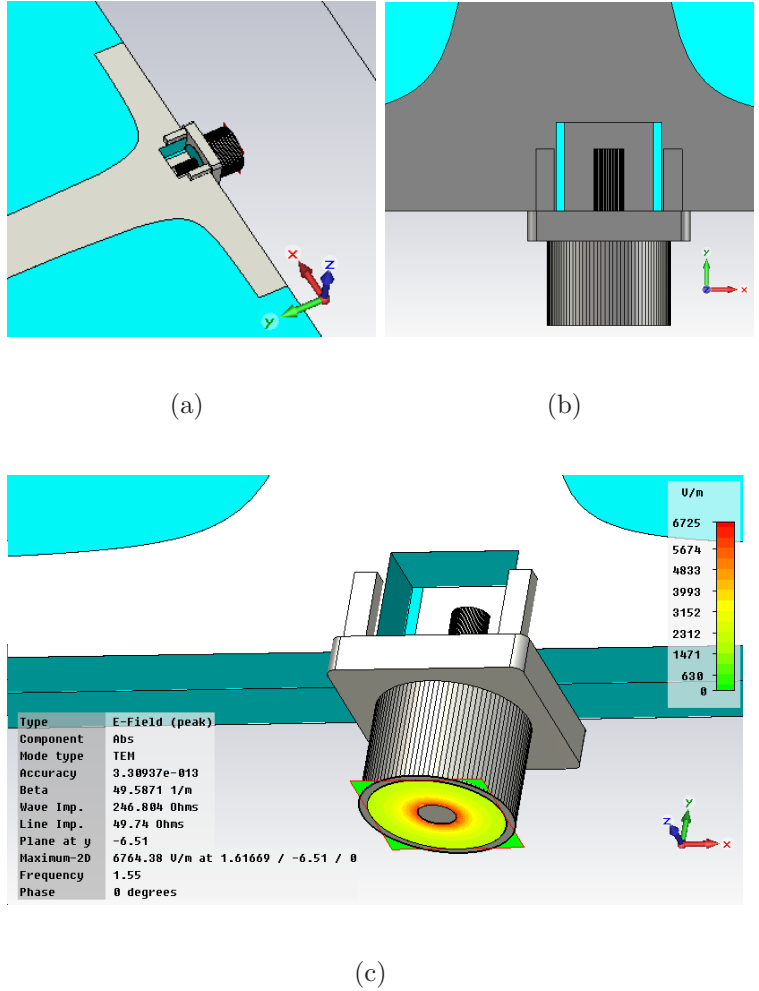 x
z
y
y
z
x
(a)
(b)
V/m
6725
5674
4833
3993
3152
2312
1471
630
0
Type E-Field (peak)
Component Abs
Mode type TEM
Accuracy 3.30937e-013
Beta 49.5871 1/m
Wave Imp. 246.804 Ohms
Line Imp. 49.74 Ohms
Plane at y -6.51
Maximum-2D 6764.38 V/m at 1.61669 / -6.51 / 0
Frequency 1.55
Phase 0 degrees
y
z
x
(c)